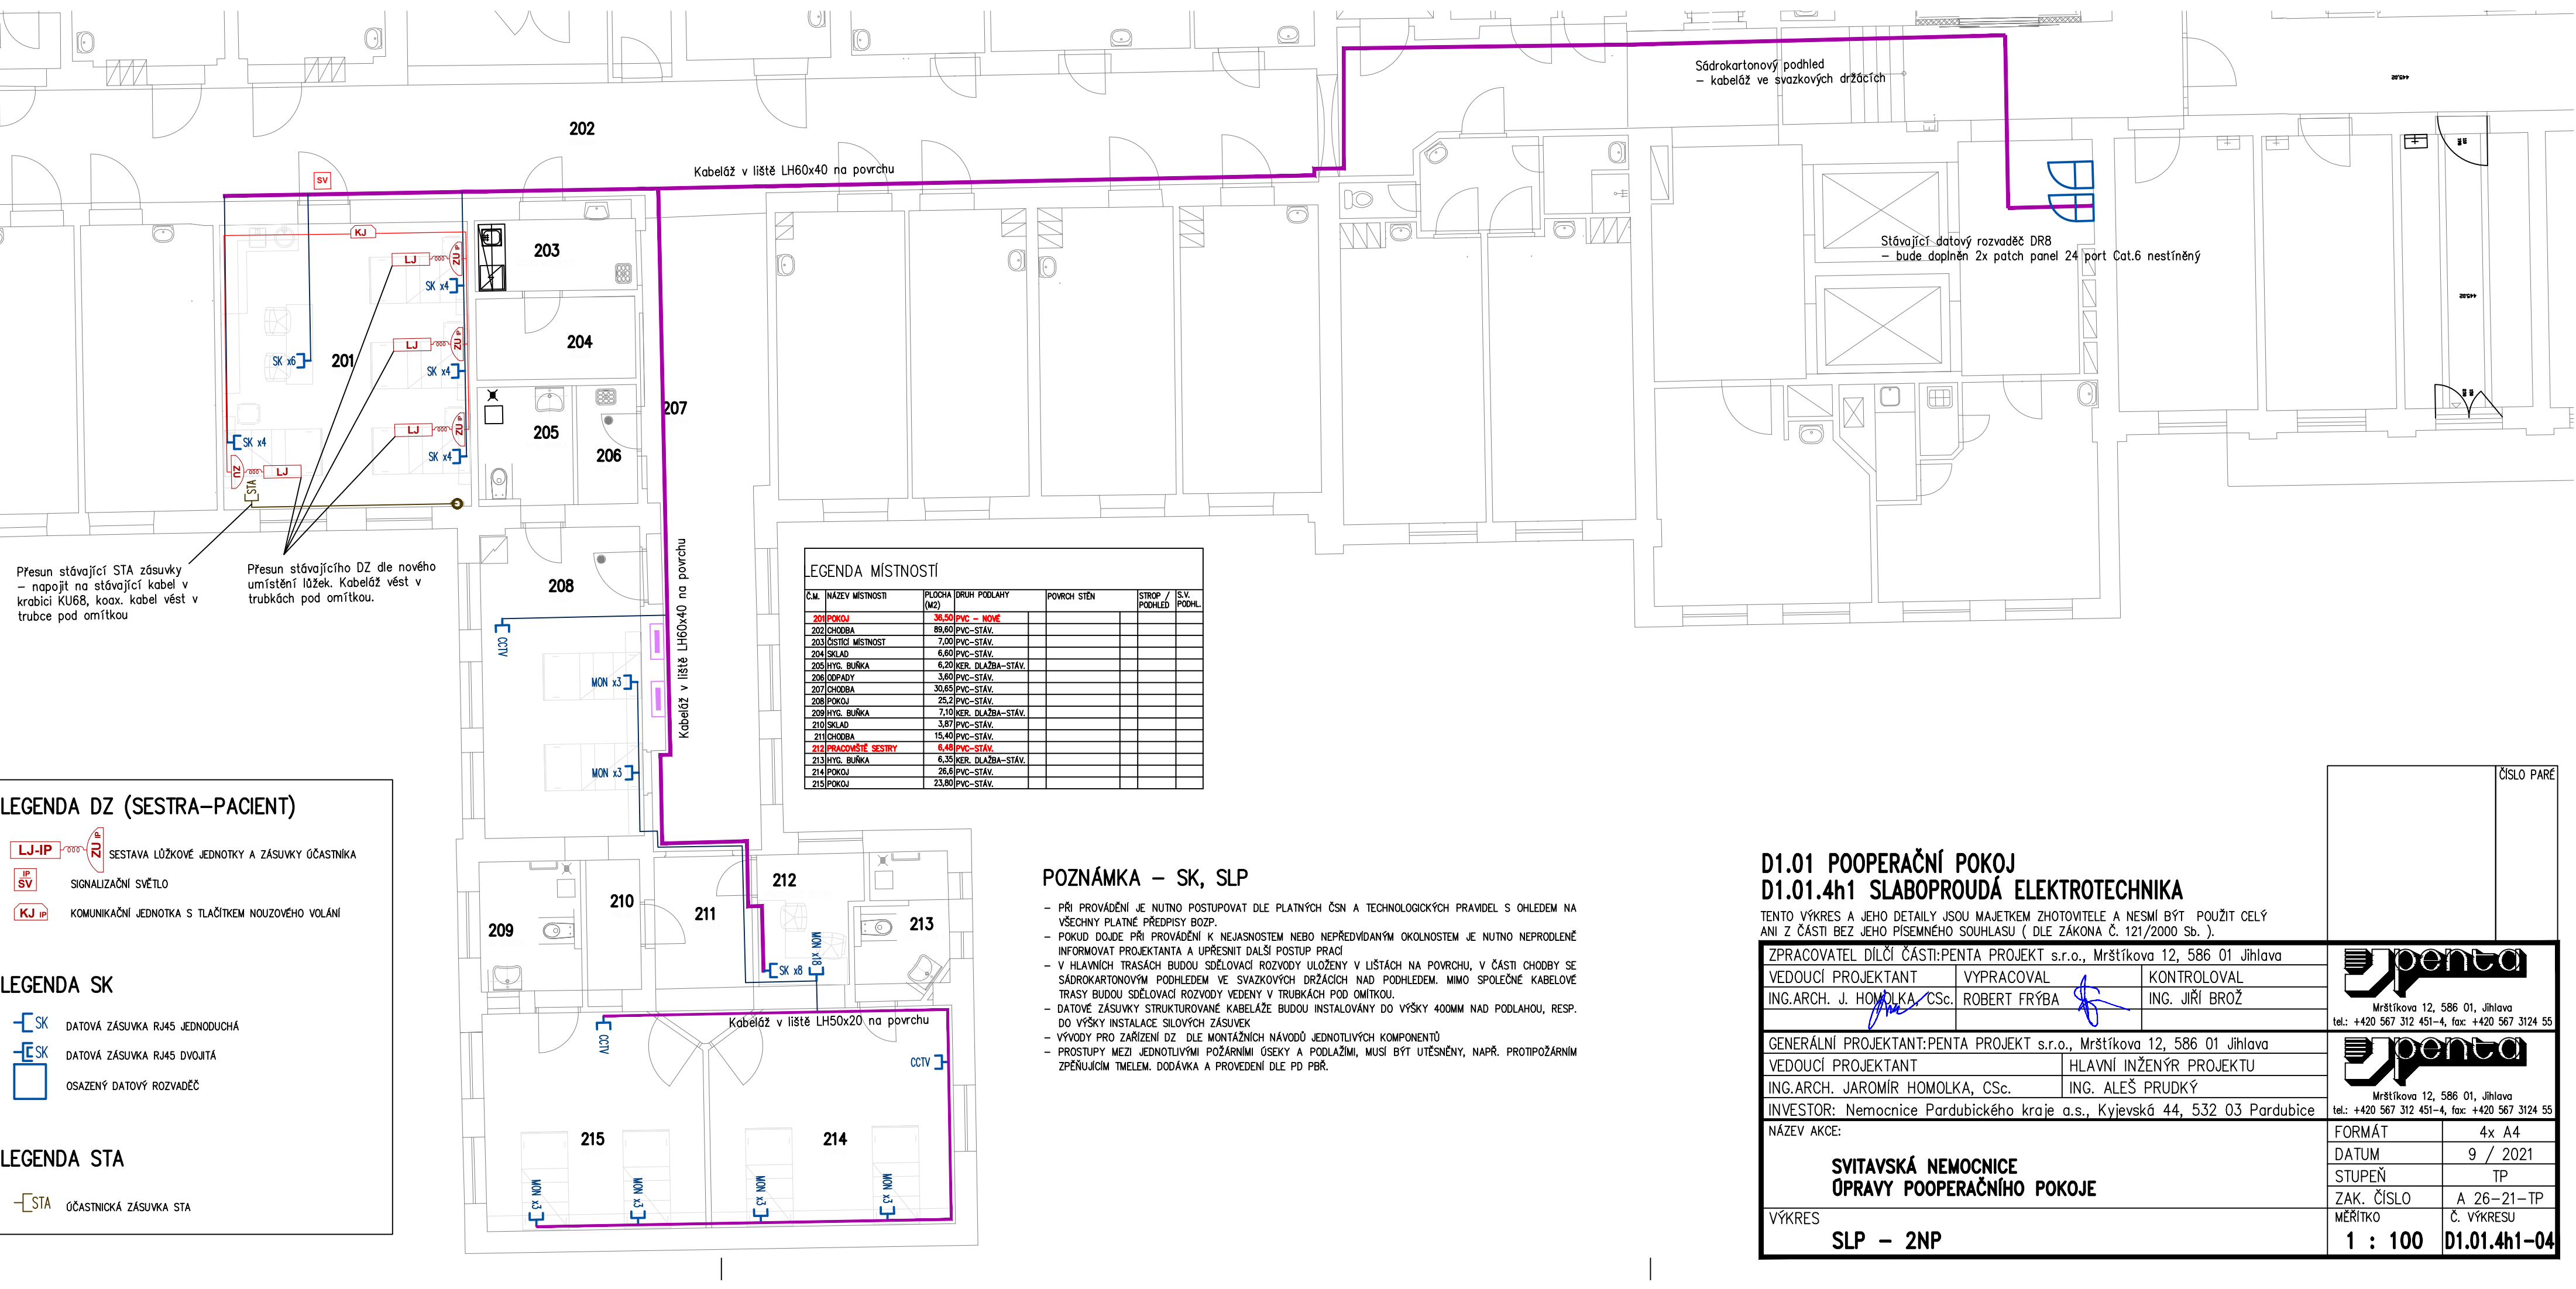 Sádrokartonový podhled
– kabeláž ve svazkových držácích
202
Kabeláž v liště LH60x40 na povrchu
SV
KJ
LJ
ZU IP
SK x4
203
Stávající datový rozvaděč DR8
– bude doplněn 2x patch panel 24 port Cat.6 nestíněný
LJ
ZU IP
SK x4
SK x6
201
204
LJ
ZU IP
SK x4
SK x4
ZU
LJ
STA
205
206
207
Přesun stávající STA zásuvky
– napojit na stávající kabel v
krabici KU68, koax. kabel vést v
trubce pod omítkou
Přesun stávajícího DZ dle nového
umístění lůžek. Kabeláž vést v
trubkách pod omítkou.
208
CCTV
MON x3
MON x3
Kabeláž v liště LH60x40 na povrchu
LEGENDA MÍSTNOSTÍ
Č.M. NÁZEV MÍSTNOSTI PLOCHA (M2) DRUH PODLAHY POVRCH STĚN STROP / PODHLED S.V. PODHL.
201 POKOJ 36,50 PVC – NOVÉ
202 CHODBA 89,60 PVC–STÁV.
203 ČISTÍCÍ MÍSTNOST 7,00 PVC–STÁV.
204 SKLAD 6,60 PVC–STÁV.
205 HYG. BUŇKA 6,20 KER. DLAŽBA–STÁV.
206 ODPADY 3,60 PVC–STÁV.
207 CHODBA 30,65 PVC–STÁV.
208 POKOJ 25,2 PVC–STÁV.
209 HYG. BUŇKA 7,10 KER. DLAŽBA–STÁV.
210 SKLAD 3,87 PVC–STÁV.
211 CHODBA 15,40 PVC–STÁV.
212 PRACOVIŠTĚ SESTRY 6,48 PVC–STÁV.
213 HYG. BUŇKA 6,35 KER. DLAŽBA–STÁV.
214 POKOJ 26,6 PVC–STÁV.
215 POKOJ 23,80 PVC–STÁV.
LEGENDA DZ (SESTRA–PACIENT)
LJ-IP ZU IP SESTAVA LŮŽKOVÉ JEDNOTKY A ZÁSUVKY ÚČASTNÍKA
IP SV SIGNALIZAČNÍ SVĚTLO
KJ IP KOMUNIKAČNÍ JEDNOTKA S TLAČÍTKEM NOUZOVÉHO VOLÁNÍ
LEGENDA SK
SK DATOVÁ ZÁSUVKA RJ45 JEDNODUCHÁ
SK DATOVÁ ZÁSUVKA RJ45 DVOJITÁ
OSAZENÝ DATOVÝ ROZVADĚČ
LEGENDA STA
STA ÚČASTNICKÁ ZÁSUVKA STA
209
210
211
212
213
SK x8
MON x18
Kabeláž v liště LH50x20 na povrchu
CCTV
CCTV
215
214
MON x3
MON x3
MON x3
MON x3
POZNÁMKA – SK, SLP
– PŘI PROVÁDĚNÍ JE NUTNO POSTUPOVAT DLE PLATNÝCH ČSN A TECHNOLOGICKÝCH PRAVIDEL S OHLEDEM NA
VŠECHNY PLATNÉ PŘEDPISY BOZP.
– POKUD DOJDE PŘI PROVÁDĚNÍ K NEJASNOSTEM NEBO NEPŘEDVÍDANÝM OKOLNOSTEM JE NUTNO NEPRODLENĚ
INFORMOVAT PROJEKTANTA A UPŘESNIT DALŠÍ POSTUP PRACÍ
– V HLAVNÍCH TRASÁCH BUDOU SDĚLOVACÍ ROZVODY ULOŽENY V LIŠTÁCH NA POVRCHU, V ČÁSTI CHODBY SE
SÁDROKARTONOVÝM PODHLEDEM VE SVAZKOVÝCH DRŽÁCÍCH NAD PODHLEDEM. MIMO SPOLEČNÉ KABELOVÉ
TRASY BUDOU SDĚLOVACÍ ROZVODY VEDENY V TRUBKÁCH POD OMÍTKOU.
– DATOVÉ ZÁSUVKY STRUKTUROVANÉ KABELÁŽE BUDOU INSTALOVÁNY DO VÝŠKY 400MM NAD PODLAHOU, RESP.
DO VÝŠKY INSTALACE SILOVÝCH ZÁSUVEK
– VÝVODY PRO ZAŘÍZENÍ DZ DLE MONTÁŽNÍCH NÁVODŮ JEDNOTLIVÝCH KOMPONENTŮ
– PROSTUPY MEZI JEDNOTLIVÝMI POŽÁRNÍMI ÚSEKY A PODLAŽÍMI, MUSÍ BÝT UTĚSNĚNY, NAPŘ. PROTIPOŽÁRNÍM
ZPĚŇUJÍCÍM TMELEM. DODÁVKA A PROVEDENÍ DLE PD PBŘ.
ČÍSLO PARÉ
D1.01 POOPERAČNÍ POKOJ
D1.01.4h1 SLABOPROUDÁ ELEKTROTECHNIKA
TENTO VÝKRES A JEHO DETAILY JSOU MAJETKEM ZHOTOVITELE A NESMÍ BÝT POUŽIT CELÝ
ANI Z ČÁSTI BEZ JEHO PÍSEMNÉHO SOUHLASU ( DLE ZÁKONA Č. 121/2000 Sb. ).
ZPRACOVATEL DÍLČÍ ČÁSTI:PENTA PROJEKT s.r.o., Mrštíkova 12, 586 01 Jihlava
VEDOUCÍ PROJEKTANT VYPRACOVAL KONTROLOVAL
ING.ARCH. J. HOMOLKA, CSc. ROBERT FRÝBA ING. JIŘÍ BROŽ
penta
Mrštíkova 12, 586 01, Jihlava
tel.: +420 567 312 451–4, fax: +420 567 3124 55
GENERÁLNÍ PROJEKTANT:PENTA PROJEKT s.r.o., Mrštíkova 12, 586 01 Jihlava
VEDOUCÍ PROJEKTANT HLAVNÍ INŽENÝR PROJEKTU
ING.ARCH. JAROMÍR HOMOLKA, CSc. ING. ALEŠ PRUDKÝ
INVESTOR: Nemocnice Pardubického kraje a.s., Kyjevská 44, 532 03 Pardubice
penta
Mrštíkova 12, 586 01, Jihlava
tel.: +420 567 312 451–4, fax: +420 567 3124 55
NÁZEV AKCE:
SVITAVSKÁ NEMOCNICE
ÚPRAVY POOPERAČNÍHO POKOJE
FORMÁT 4x A4
DATUM 9 / 2021
STUPEŇ TP
ZAK. ČÍSLO A 26–21–TP
VÝKRES
SLP – 2NP
MĚŘÍTKO
1 : 100
Č. VÝKRESU
D1.01.4h1–04